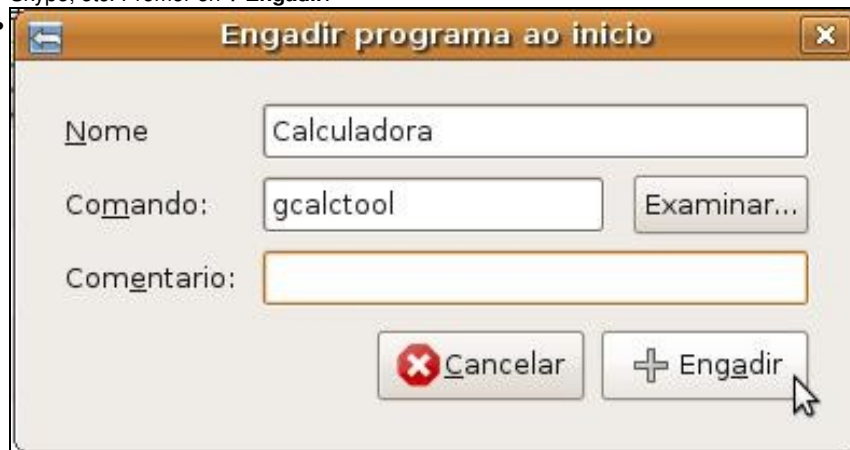 Engadir programa ao inicio
Nome Calculadora
Comando: gcalctool Examinar...
Comentario:
Cancelar Engadir